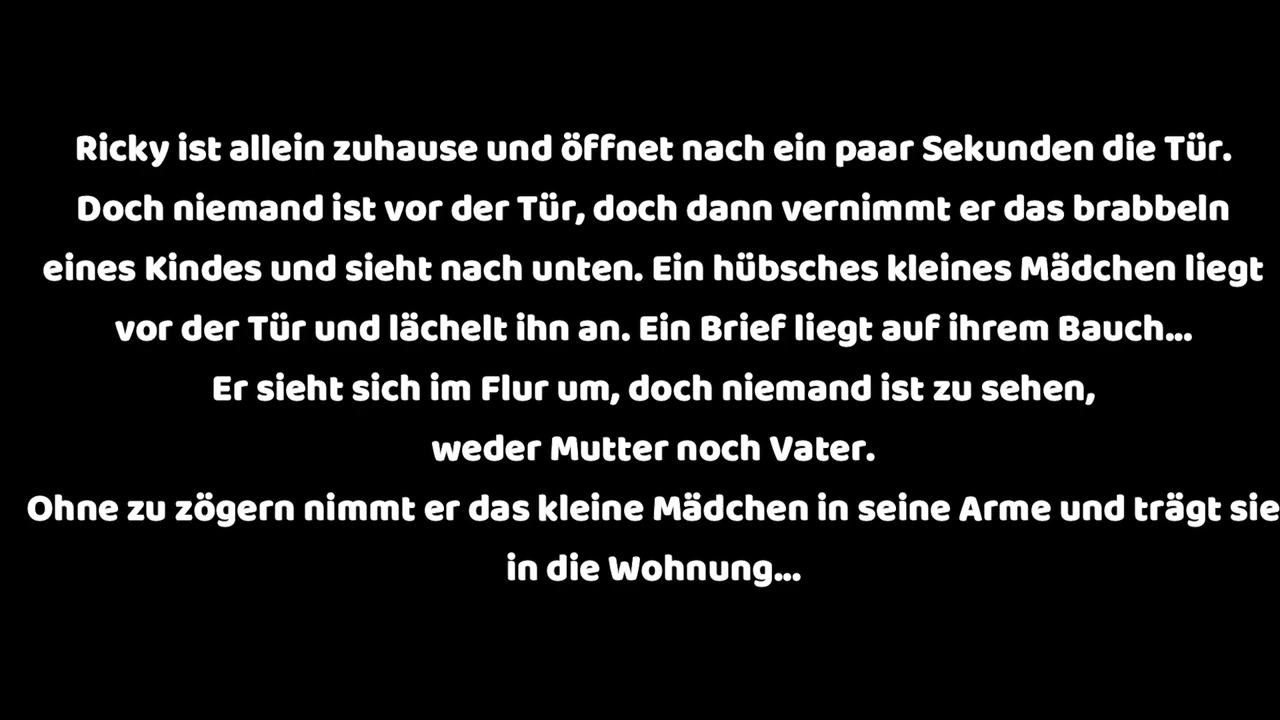 Ricky ist allein zuhause und öffnet nach ein paar Sekunden die Tür.
Doch niemand ist vor der Tür, doch dann vernimmt er das brabbeln
eines Kindes und sieht nach unten. Ein hübsches kleines Mädchen liegt
vor der Tür und lächelt ihn an. Ein Brief liegt auf ihrem Bauch...
Er sieht sich im Flur um, doch niemand ist zu sehen,
weder Mutter noch Vater.
Ohne zu zögern nimmt er das kleine Mädchen in seine Arme und trägt sie
in die Wohnung...